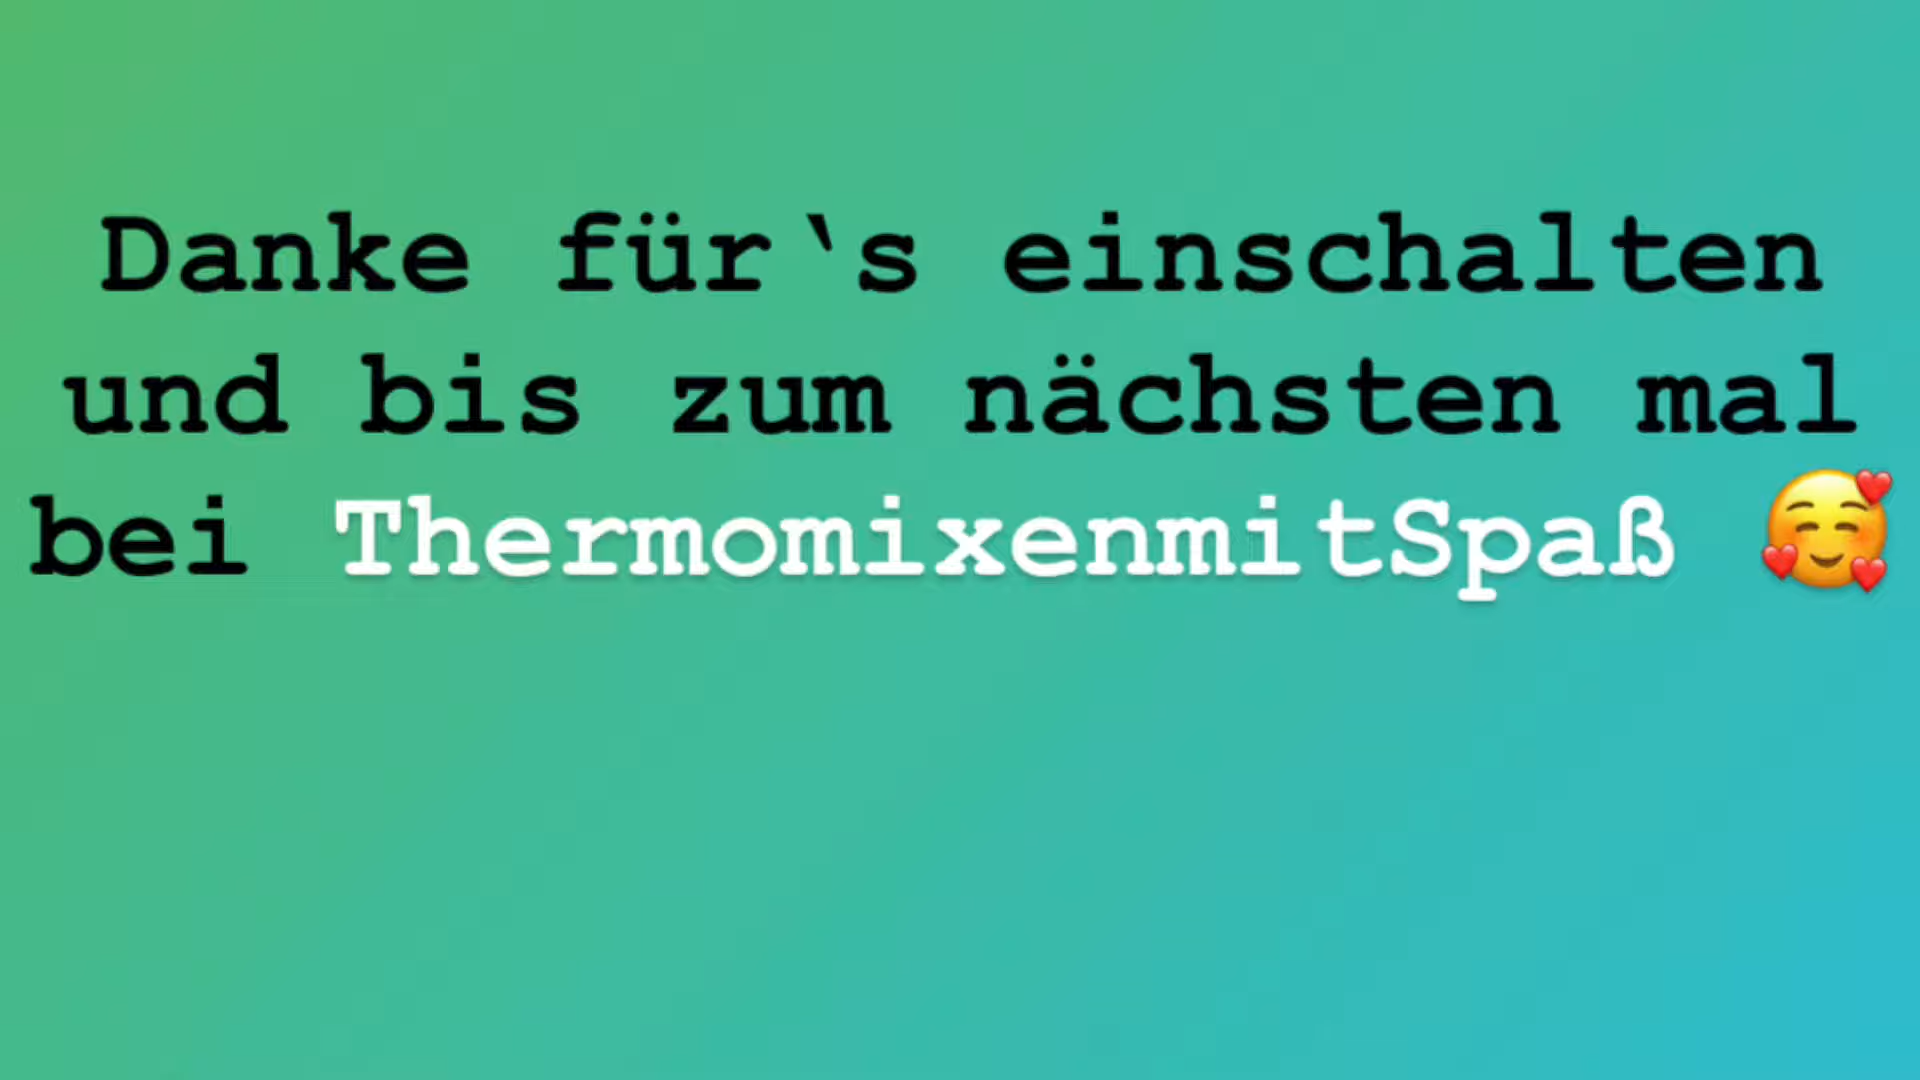 Danke für‘s einschalten
und bis zum nächsten mal
bei ThermomixenmitSpaß 🥰